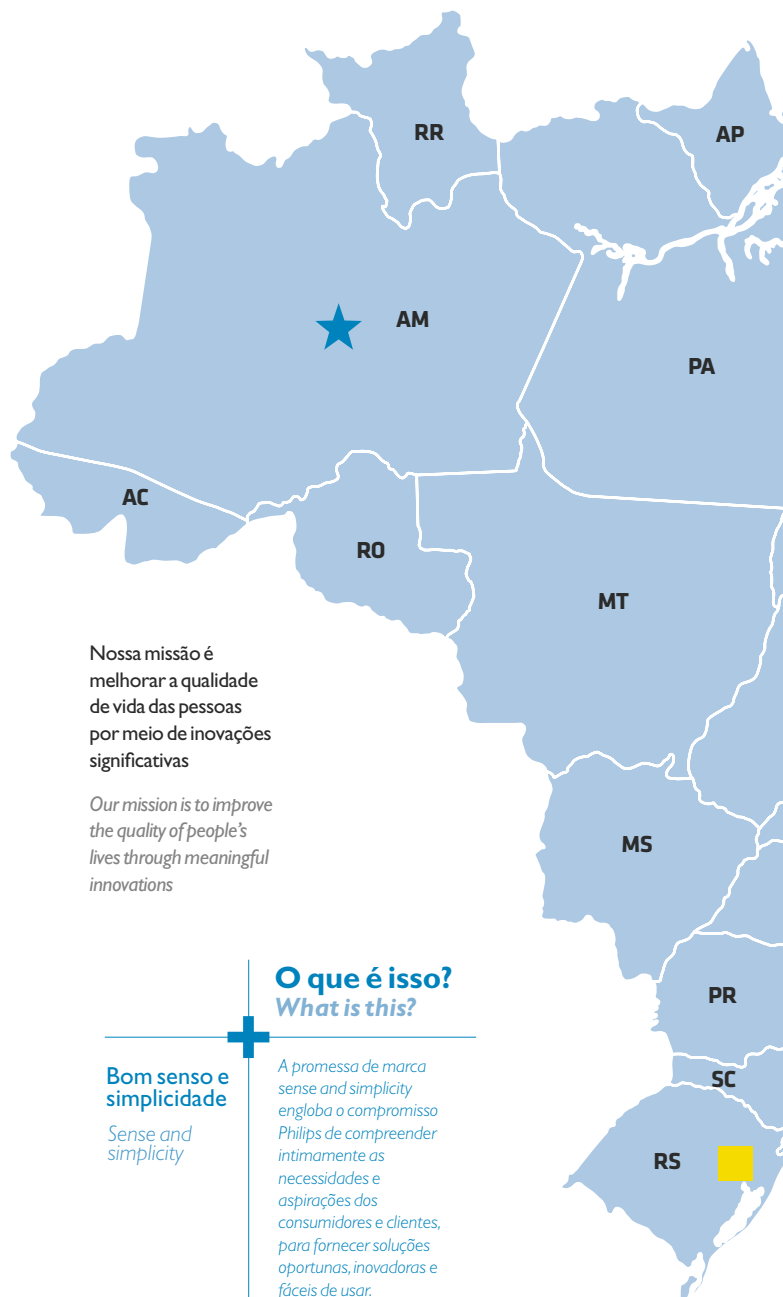 RR
AP
AM
PA
AC
RO
MT
Nossa missão é
melhorar a qualidade
de vida das pessoas
por meio de inovações
significativas
Our mission is to improve
the quality of people’s
lives through meaningful
innovations
MS
PR
SC
RS
O que é isso?
What is this?
Bom senso e
simplicidade
Sense and
simplicity
A promessa de marca
sense and simplicity
engloba o compromisso
Philips de compreender
intimamente as
necessidades e
aspirações dos
consumidores e clientes,
para fornecer soluções
oportunas, inovadoras e
fáceis de usar.